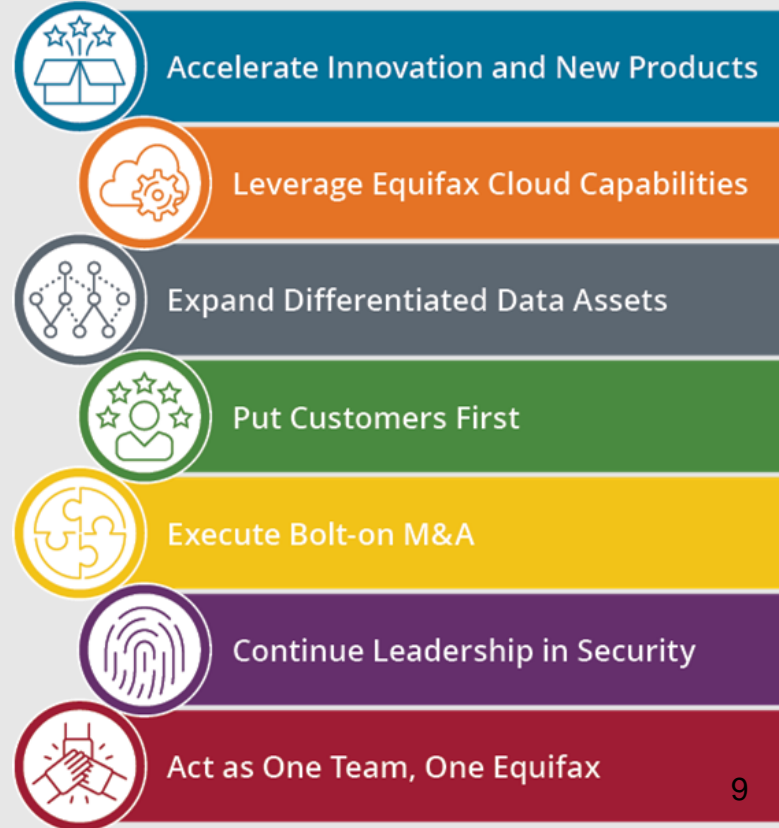 Accelerate Innovation and New Products
Leverage Equifax Cloud Capabilities
Expand Differentiated Data Assets
Put Customers First
Execute Bolt-on M&A
Continue Leadership in Security
Act as One Team, One Equifax
9